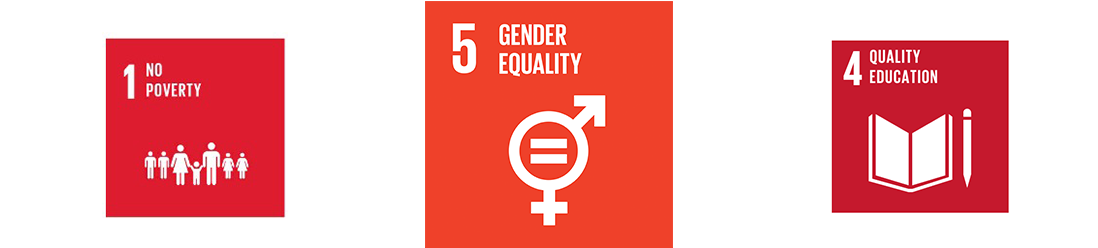 1 NO
POVERTY
5 GENDER
EQUALITY
4 QUALITY
EDUCATION